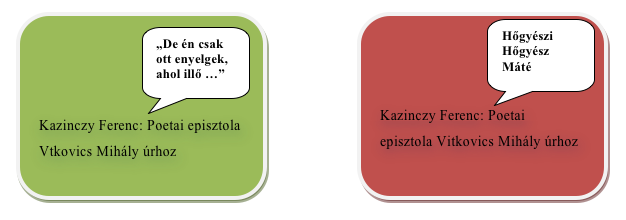 „De én csak
ott enyelgek,
ahol illő …”
Kazinczy Ferenc: Poetai episztola
Vtkovics Mihály úrhoz
Hőgyészi
Hőgyész
Máté
Kazinczy Ferenc: Poetai
episztola Vitkovics Mihály úrhoz